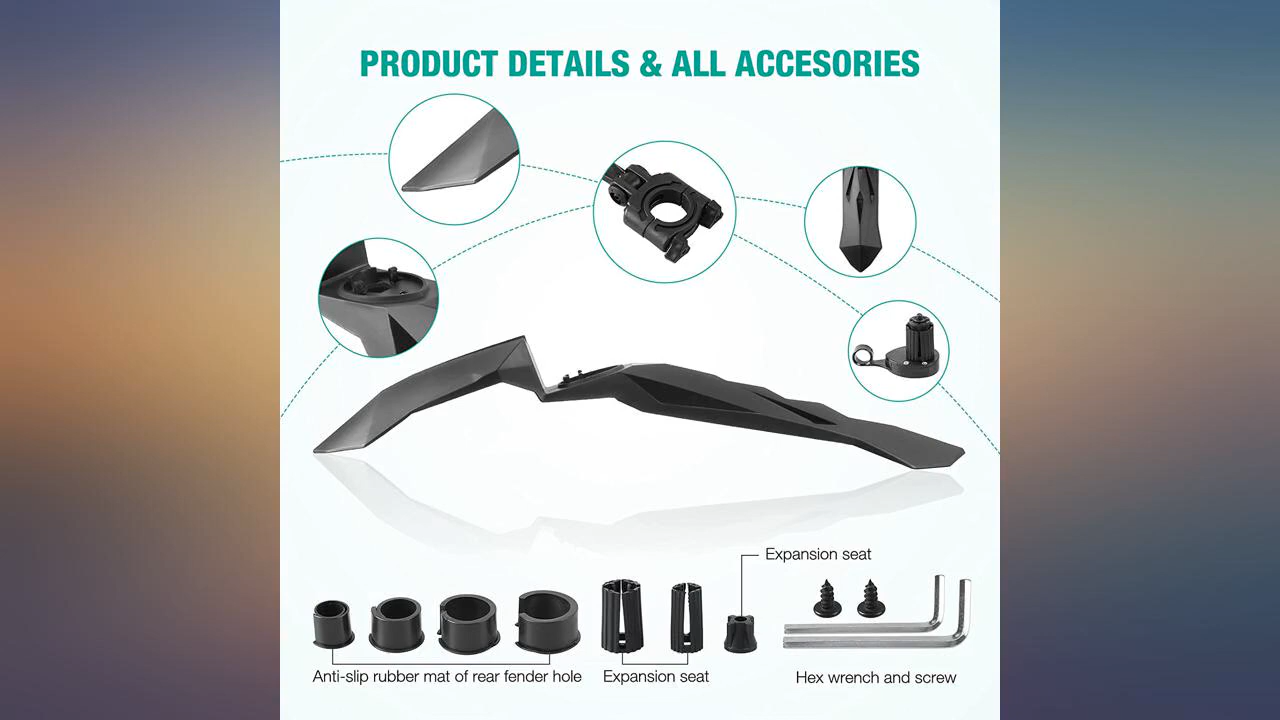 PRODUCT DETAILS & ALL ACCESORIES
Expansion seat
Anti-slip rubber mat of rear fender hole
Expansion seat
Hex wrench and screw